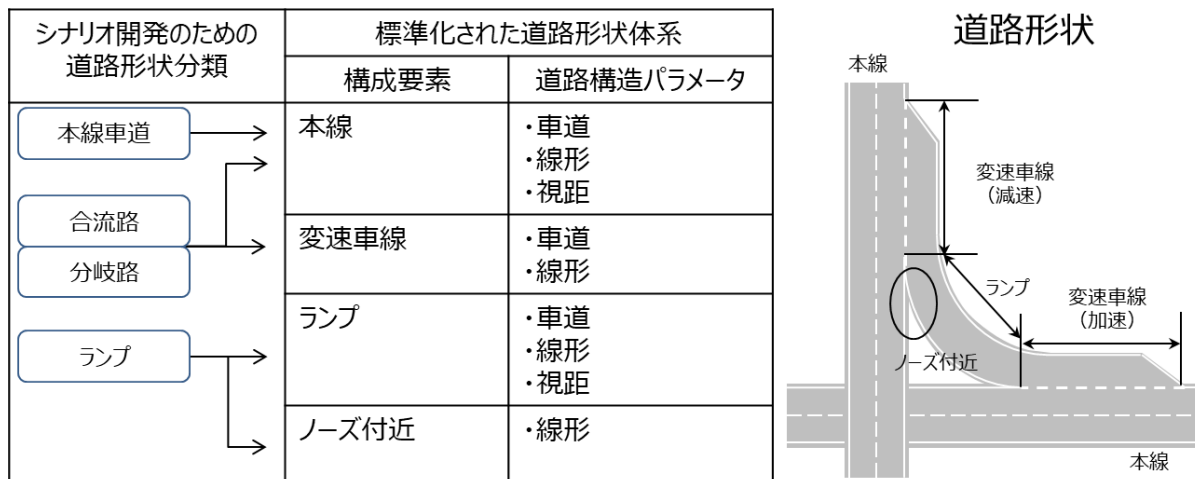 シナリオ開発のための
道路形状分類
標準化された道路形状体系
構成要素
道路構造パラメータ
本線車道
合流路
分岐路
ランプ
本線
・車道
・線形
・視距
変速車線
・車道
・線形
ランプ
・車道
・線形
・視距
ノーズ付近
・線形
道路形状
本線
変速車線
(減速)
ランプ
変速車線
(加速)
ノーズ付近
本線